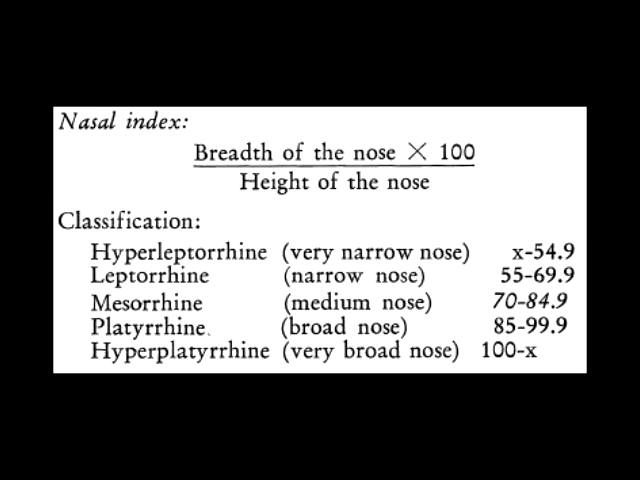 Nasal index:
Breadth of the nose × 100
Height of the nose
Classification:
Hyperleptorrhine (very narrow nose) x-54.9
Leptorrhine (narrow nose) 55-69.9
Mesorrhine (medium nose) 70-84.9
Platyrrhine. (broad nose) 85-99.9
Hyperplatyrrhine (very broad nose) 100-x